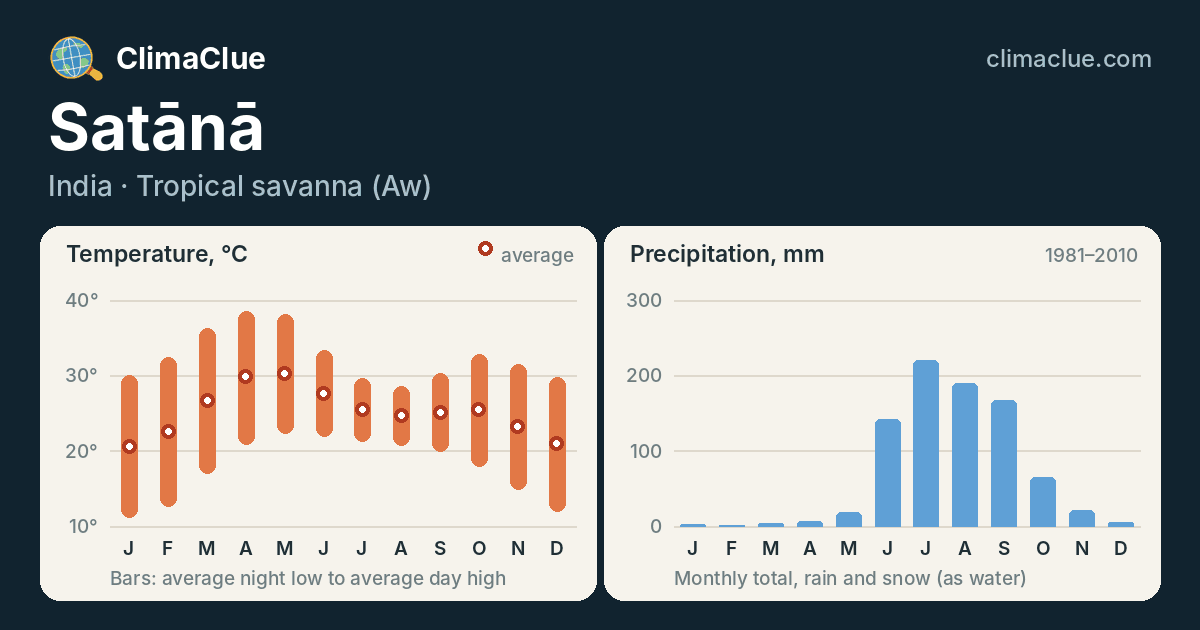 ClimaClue
climaclue.com
Satānā
India · Tropical savanna (Aw)
Temperature, °C
average
40°
30°
20°
10°
J F M A M J J A S O N D
Bars: average night low to average day high
Precipitation, mm
1981–2010
300
200
100
0
J F M A M J J A S O N D
Monthly total, rain and snow (as water)